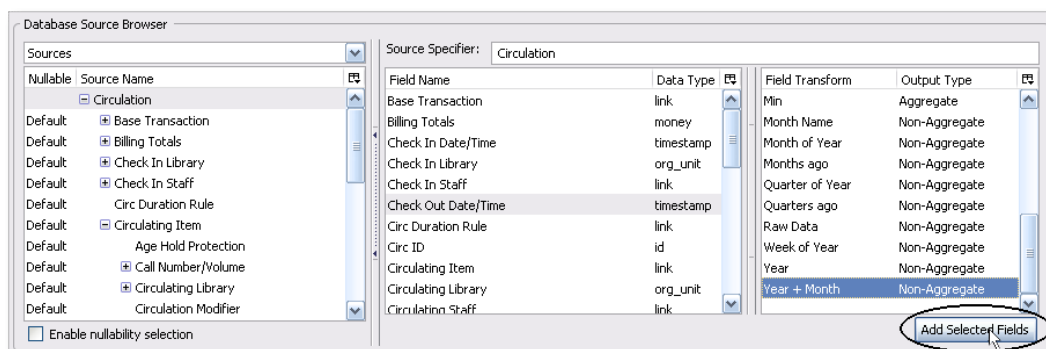 Database Source Browser
Sources
Nullable Source Name
Circulation
Default Base Transaction
Default Billing Totals
Default Check In Library
Default Check In Staff
Default Circ Duration Rule
Default Circulating Item
Default Age Hold Protection
Default Call Number/Volume
Default Circulating Library
Default Circulation Modifier
Enable nullability selection
Source Specifier: Circulation
Field Name Data Type
Base Transaction link
Billing Totals money
Check In Date/Time timestamp
Check In Library org_unit
Check In Staff link
Check Out Date/Time timestamp
Circ Duration Rule link
Circ ID id
Circulating Item link
Circulating Library org_unit
Circulating Staff link
Field Transform Output Type
Min Aggregate
Month Name Non-Aggregate
Month of Year Non-Aggregate
Months ago Non-Aggregate
Quarter of Year Non-Aggregate
Quarters ago Non-Aggregate
Raw Data Non-Aggregate
Week of Year Non-Aggregate
Year Non-Aggregate
Year + Month Non-Aggregate
Add Selected Fields